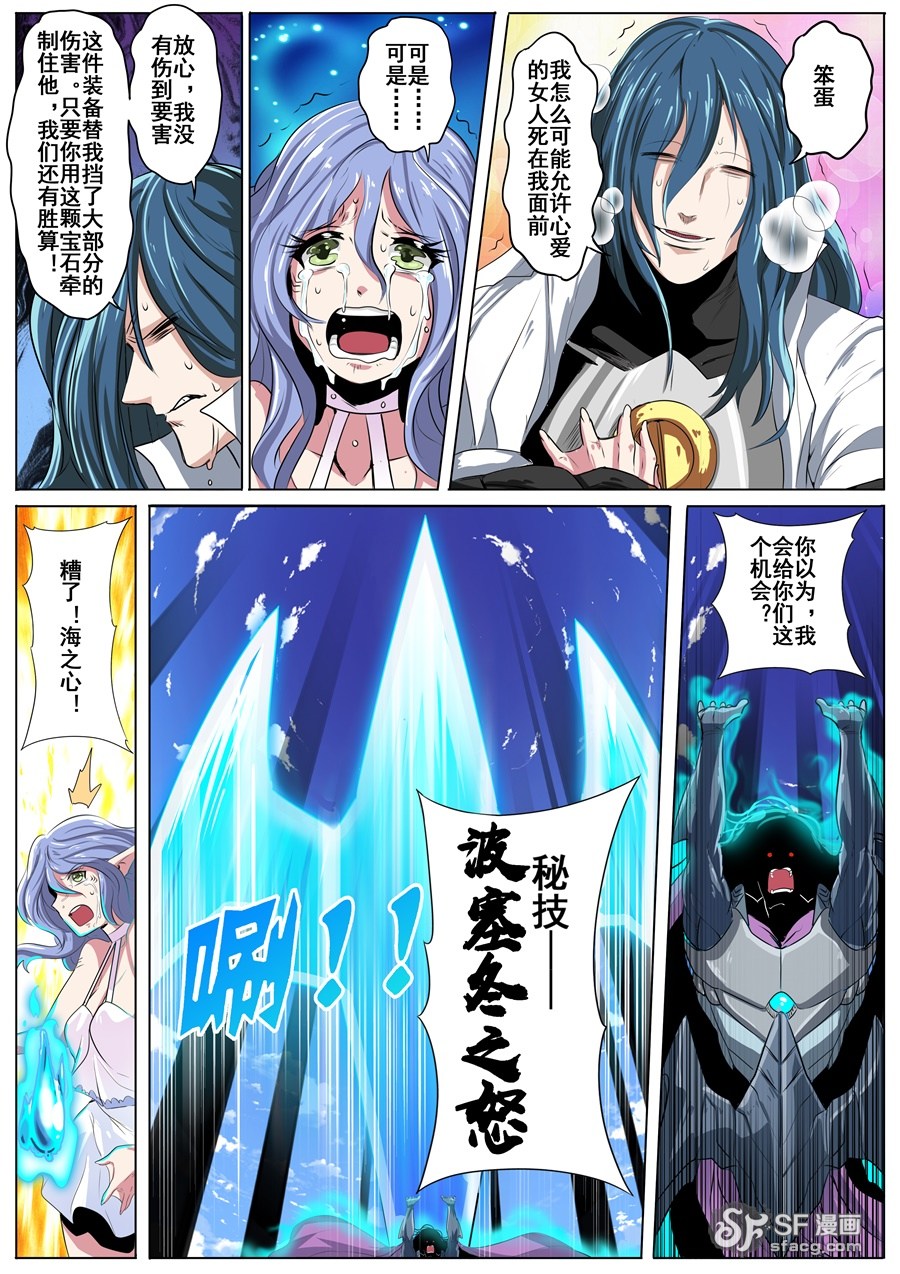 笨蛋
我怎么可能允许心爱
的女人死在我面前
可是……
可是……
放心，我没
有伤到要害
这件装备替我挡了大部分的
伤害。只要你用这颗宝石牵
制住他，我们还有胜算！
你以为，我
会给你们这
个机会？
秘技——
波塞冬之怒
唰！！
糟了！海之心！
SF漫画
sfacg.com